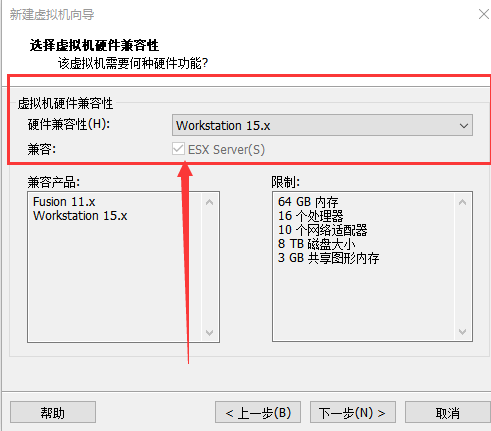 新建虚拟机向导
选择虚拟机硬件兼容性
该虚拟机需要何种硬件功能?
虚拟机硬件兼容性
硬件兼容性(H): Workstation 15.x
兼容: ESX Server(S)
兼容产品:
Fusion 11.x
Workstation 15.x
限制:
64 GB 内存
16 个处理器
10 个网络适配器
8 TB 磁盘大小
3 GB 共享图形内存
帮助 < 上一步(B) 下一步(N) > 取消